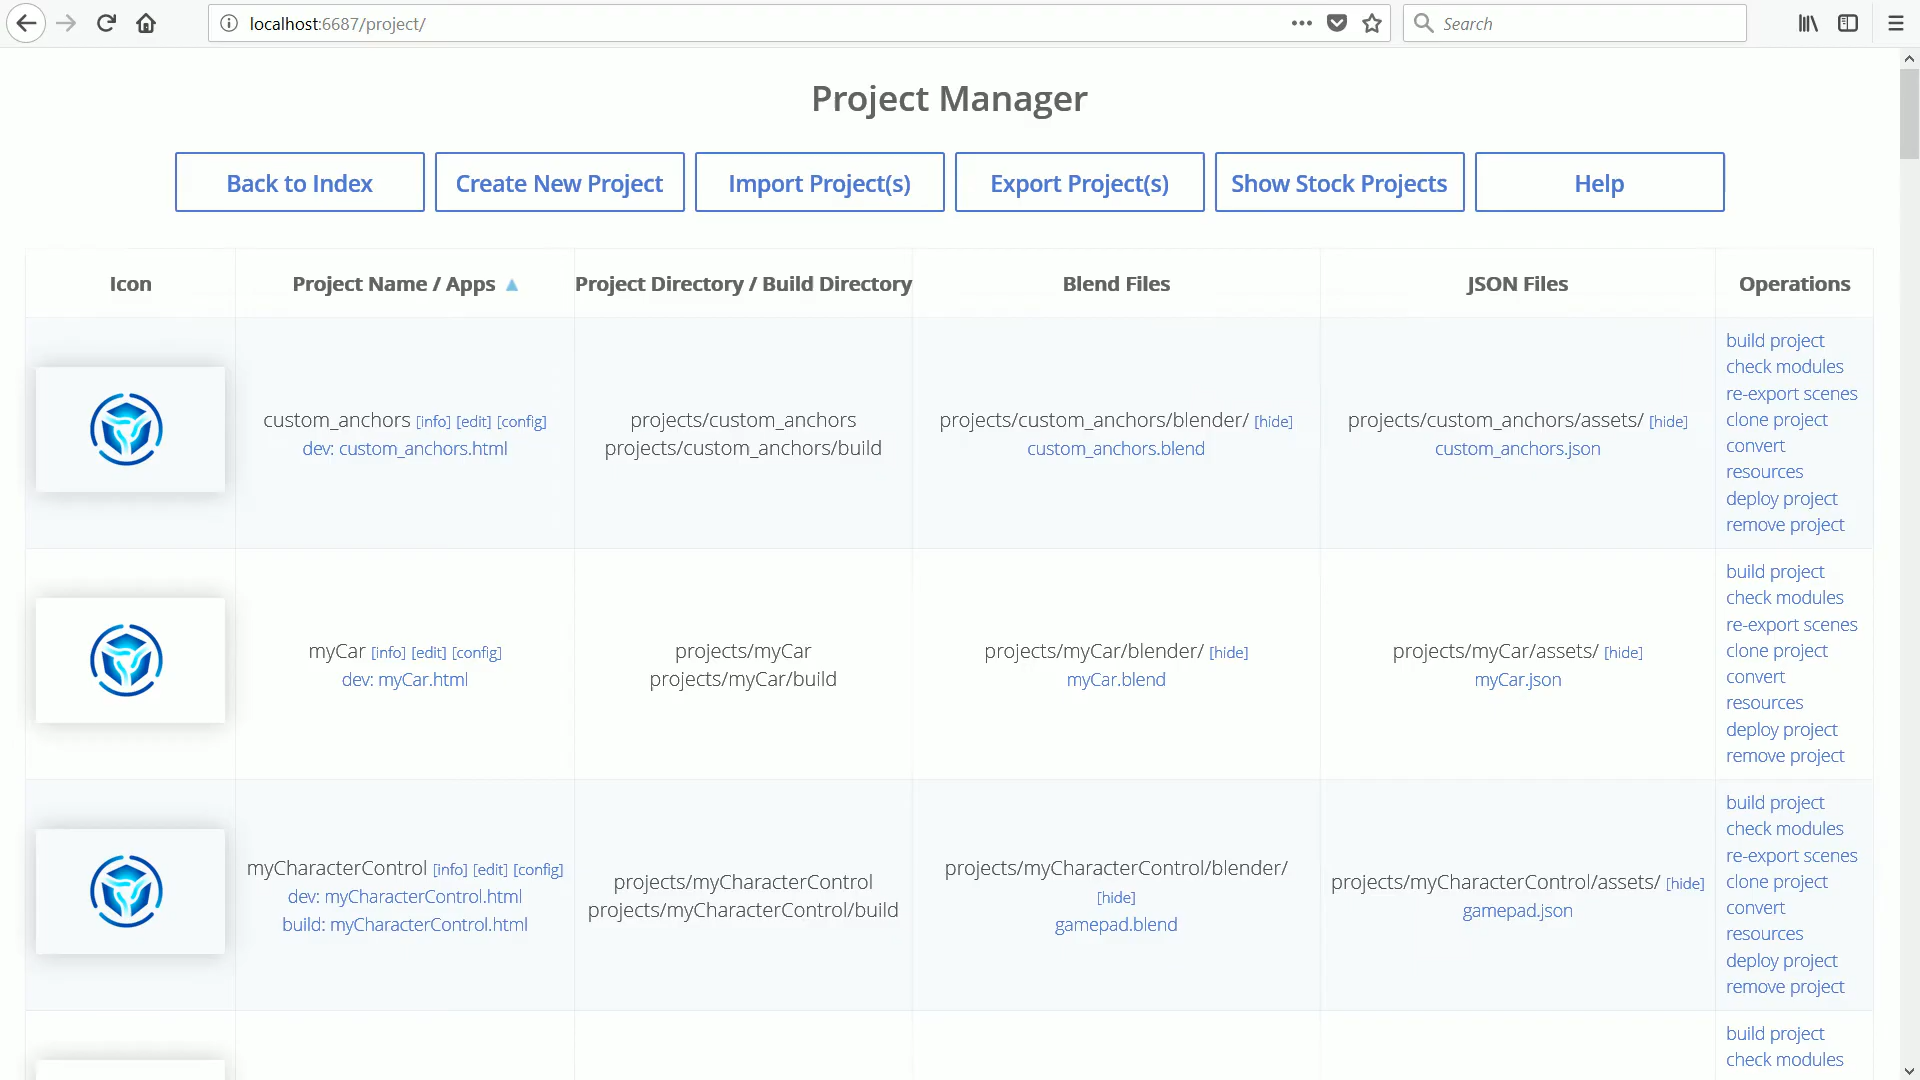 localhost:6687/project/
Search
Project Manager
Back to Index
Create New Project
Import Project(s)
Export Project(s)
Show Stock Projects
Help
Icon
Project Name / Apps ▲
Project Directory / Build Directory
Blend Files
JSON Files
Operations
custom_anchors [info] [edit] [config]
dev: custom_anchors.html
projects/custom_anchors
projects/custom_anchors/build
projects/custom_anchors/blender/ [hide]
custom_anchors.blend
projects/custom_anchors/assets/ [hide]
custom_anchors.json
build project
check modules
re-export scenes
clone project
convert
resources
deploy project
remove project
myCar [info] [edit] [config]
dev: myCar.html
projects/myCar
projects/myCar/build
projects/myCar/blender/ [hide]
myCar.blend
projects/myCar/assets/ [hide]
myCar.json
build project
check modules
re-export scenes
clone project
convert
resources
deploy project
remove project
myCharacterControl [info] [edit] [config]
dev: myCharacterControl.html
build: myCharacterControl.html
projects/myCharacterControl
projects/myCharacterControl/build
projects/myCharacterControl/blender/
[hide]
gamepad.blend
projects/myCharacterControl/assets/ [hide]
gamepad.json
build project
check modules
re-export scenes
clone project
convert
resources
deploy project
remove project
build project
check modules